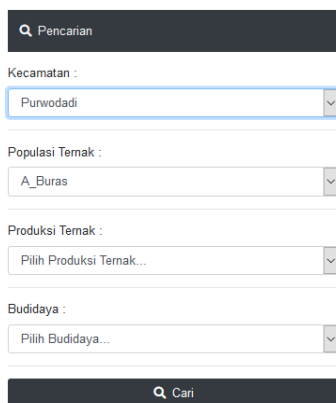 Pencarian
Kecamatan :
Purwodadi
Populasi Ternak :
A_Buras
Produksi Ternak :
Pilih Produksi Ternak...
Budidaya :
Pilih Budidaya...
Cari